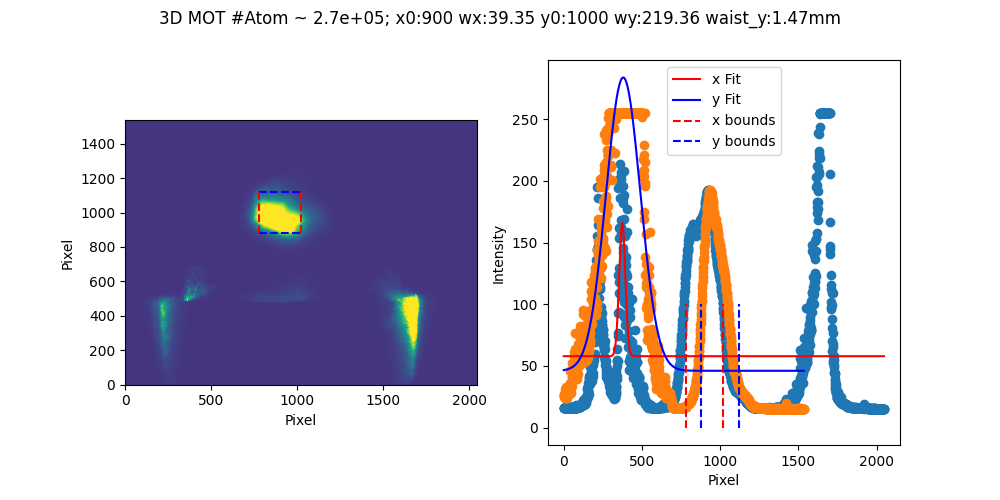 3D MOT #Atom ~ 2.7e+05; x0:900 wx:39.35 y0:1000 wy:219.36 waist_y:1.47mm
1400
1200
1000
800
600
400
200
0
Pixel
0 500 1000 1500 2000
Pixel
x Fit
y Fit
x bounds
y bounds
250
200
150
100
50
0
Intensity
0 500 1000 1500 2000
Pixel